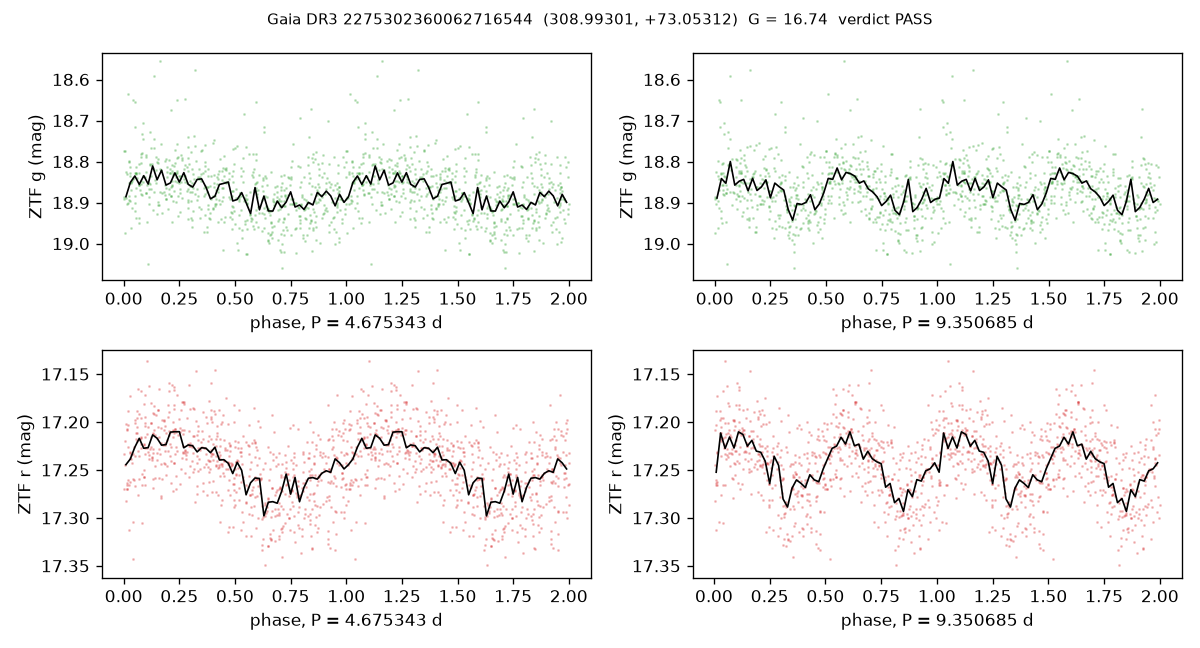 Gaia DR3 2275302360062716544  (308.99301, +73.05312)  G = 16.74  verdict PASS
ZTF g (mag)
18.6
18.7
18.8
18.9
19.0
0.00 0.25 0.50 0.75 1.00 1.25 1.50 1.75 2.00
phase, P = 4.675343 d
ZTF g (mag)
18.6
18.7
18.8
18.9
19.0
0.00 0.25 0.50 0.75 1.00 1.25 1.50 1.75 2.00
phase, P = 9.350685 d
ZTF r (mag)
17.15
17.20
17.25
17.30
17.35
0.00 0.25 0.50 0.75 1.00 1.25 1.50 1.75 2.00
phase, P = 4.675343 d
ZTF r (mag)
17.15
17.20
17.25
17.30
17.35
0.00 0.25 0.50 0.75 1.00 1.25 1.50 1.75 2.00
phase, P = 9.350685 d